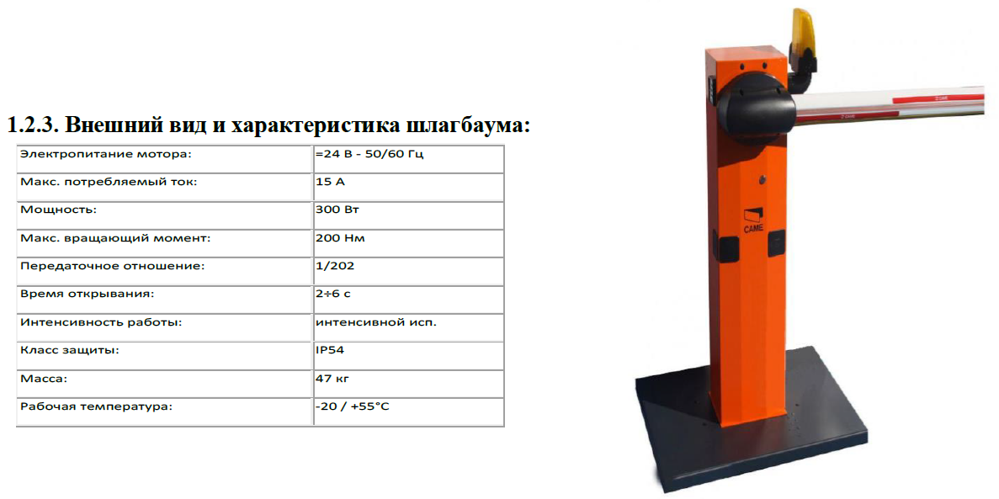 1.2.3. Внешний вид и характеристика шлагбаума:
Электропитание мотора: =24 В - 50/60 Гц
Макс. потребляемый ток: 15 А
Мощность: 300 Вт
Макс. вращающий момент: 200 Нм
Передаточное отношение: 1/202
Время открывания: 2÷6 с
Интенсивность работы: интенсивной исп.
Класс защиты: IP54
Масса: 47 кг
Рабочая температура: -20 / +55°C
CAME
CAME
CAME